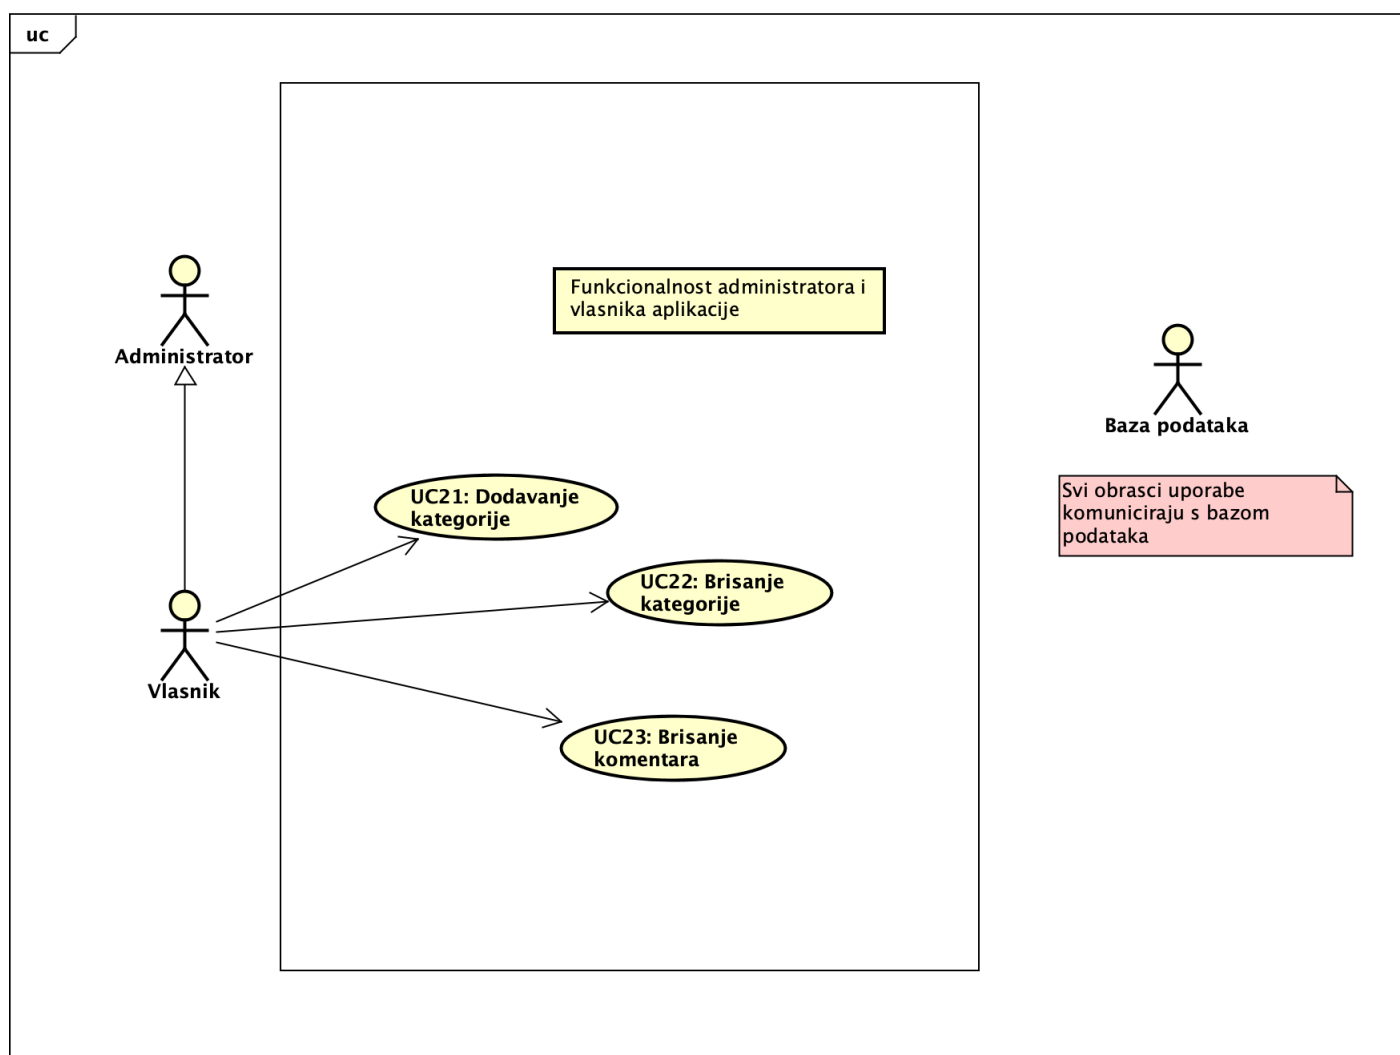 uc
Funkcionalnost administratora i
vlasnika aplikacije
Administrator
Baza podataka
Svi obrasci uporabe
komuniciraju s bazom
podataka
UC21: Dodavanje
kategorije
UC22: Brisanje
kategorije
Vlasnik
UC23: Brisanje
komentara